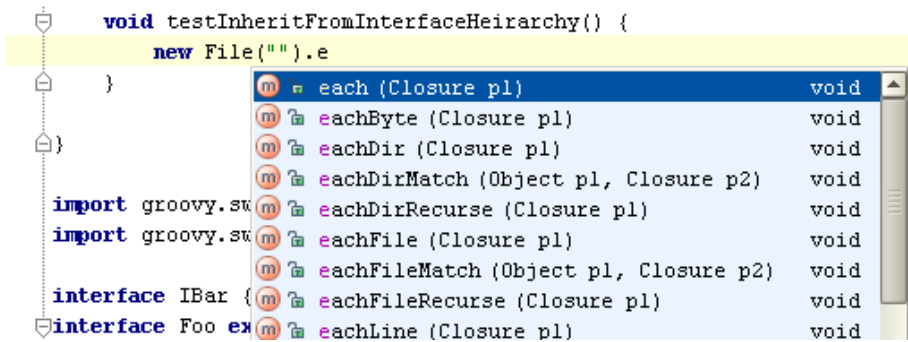 void testInheritFromInterfaceHeirarchy() {
new File("").e
}
m each (Closure p1) void
m eachByte (Closure p1) void
m eachDir (Closure p1) void
}
m eachDirMatch (Object p1, Closure p2) void
import groovy.sw m eachDirRecurse (Closure p1) void
import groovy.sw m eachFile (Closure p1) void
m eachFileMatch (Object p1, Closure p2) void
interface IBar { m eachFileRecurse (Closure p1) void
interface Foo ex m eachLine (Closure p1) void